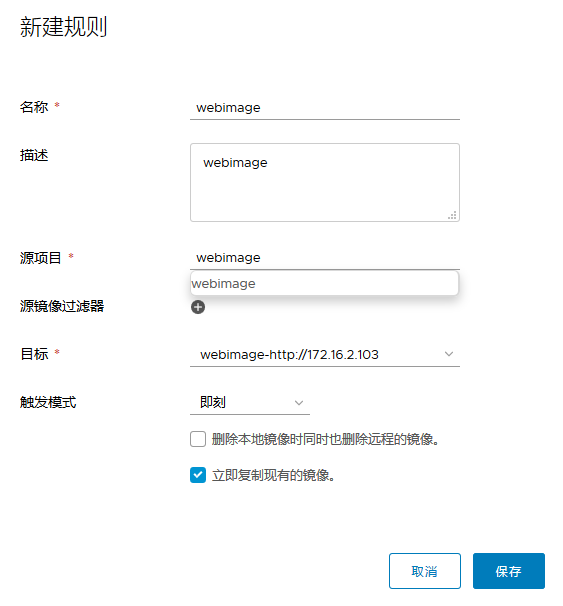 新建规则
名称 *
webimage
描述
webimage
源项目 *
webimage
webimage
源镜像过滤器
目标 *
webimage-http://172.16.2.103
触发模式
即刻
删除本地镜像时同时也删除远程的镜像。
立即复制现有的镜像。
取消
保存